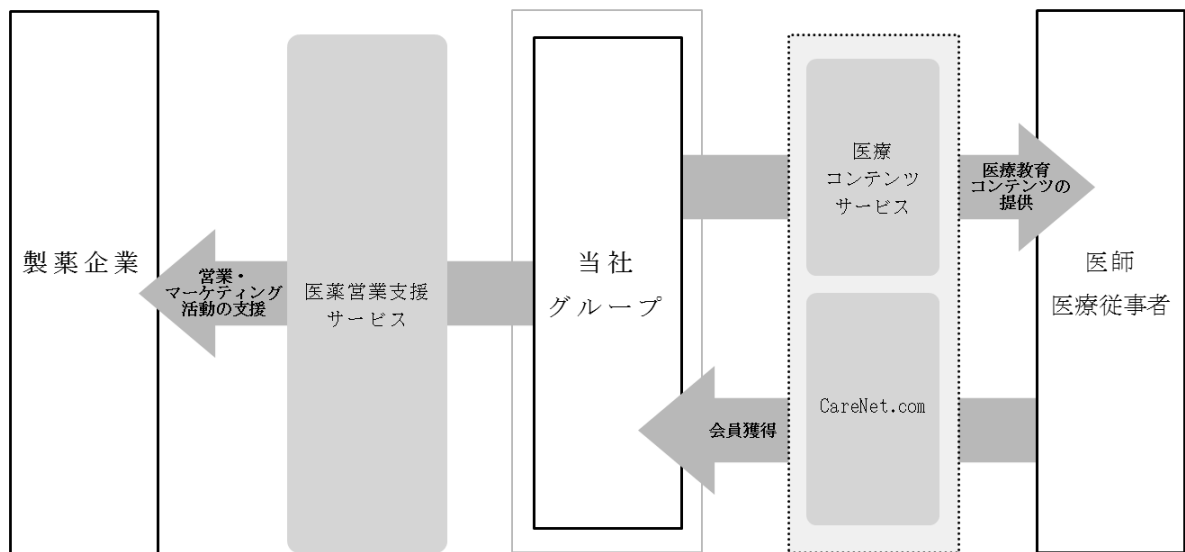 製薬企業
営業・
マーケティング
活動の支援
医薬営業支援
サービス
当社
グループ
医療
コンテンツ
サービス
医療教育
コンテンツの
提供
会員獲得
CareNet.com
医師
医療従事者